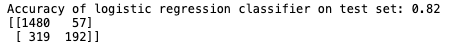 Accuracy of logistic regression classifier on test set: 0.82
[[1480   57]
 [ 319  192]]